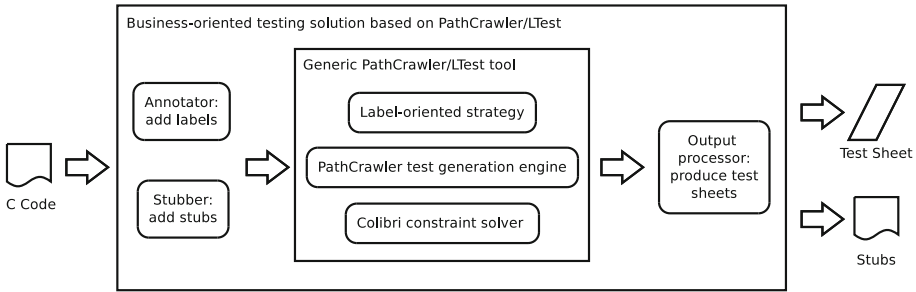 Business-oriented testing solution based on PathCrawler/LTest
Generic PathCrawler/LTest tool
Annotator:
add labels
Stubber:
add stubs
Label-oriented strategy
PathCrawler test generation engine
Colibri constraint solver
Output
processor:
produce test
sheets
C Code
Test Sheet
Stubs